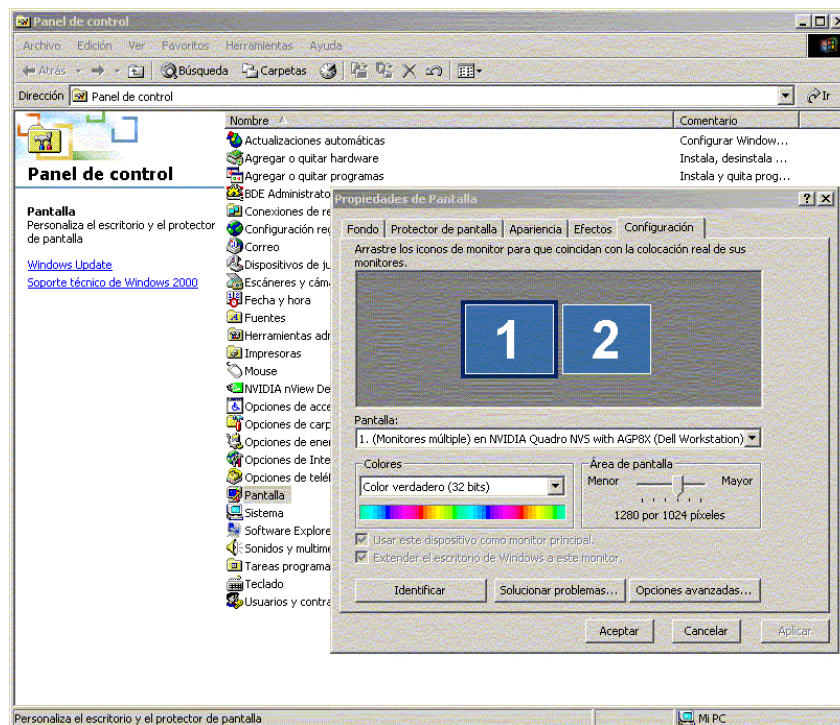 Panel de control
Archivo Edición Ver Favoritos Herramientas Ayuda
Atrás Búsqueda Carpetas
Dirección Panel de control Ir
Panel de control
Pantalla
Personaliza el escritorio y el protector
de pantalla
Windows Update
Soporte técnico de Windows 2000
Nombre Comentario
Actualizaciones automáticas Configurar Window...
Agregar o quitar hardware Instala, desinstala ...
Agregar o quitar programas Instala y quita prog...
BDE Administrato
Conexiones de re
Configuración re
Correo
Dispositivos de ju
Escáneres y cám
Fecha y hora
Fuentes
Herramientas adr
Impresoras
Mouse
NVIDIA nView De
Opciones de acce
Opciones de carp
Opciones de ener
Opciones de Inte
Opciones de teléf
Pantalla
Sistema
Software Explore
Sonidos y multime
Tareas programa
Teclado
Usuarios y contra
Propiedades de Pantalla
Fondo Protector de pantalla Apariencia Efectos Configuración
Arrastre los iconos de monitor para que coincidan con la colocación real de sus
monitores.
1 2
Pantalla:
1. (Monitores múltiple) en NVIDIA Quadro NVS with AGP8X (Dell Workstation)
Colores
Color verdadero (32 bits)
Área de pantalla
Menor Mayor
1280 por 1024 píxeles
Usar este dispositivo como monitor principal.
Extender el escritorio de Windows a este monitor.
Identificar Solucionar problemas... Opciones avanzadas...
Aceptar Cancelar Aplicar
Personaliza el escritorio y el protector de pantalla Mi PC